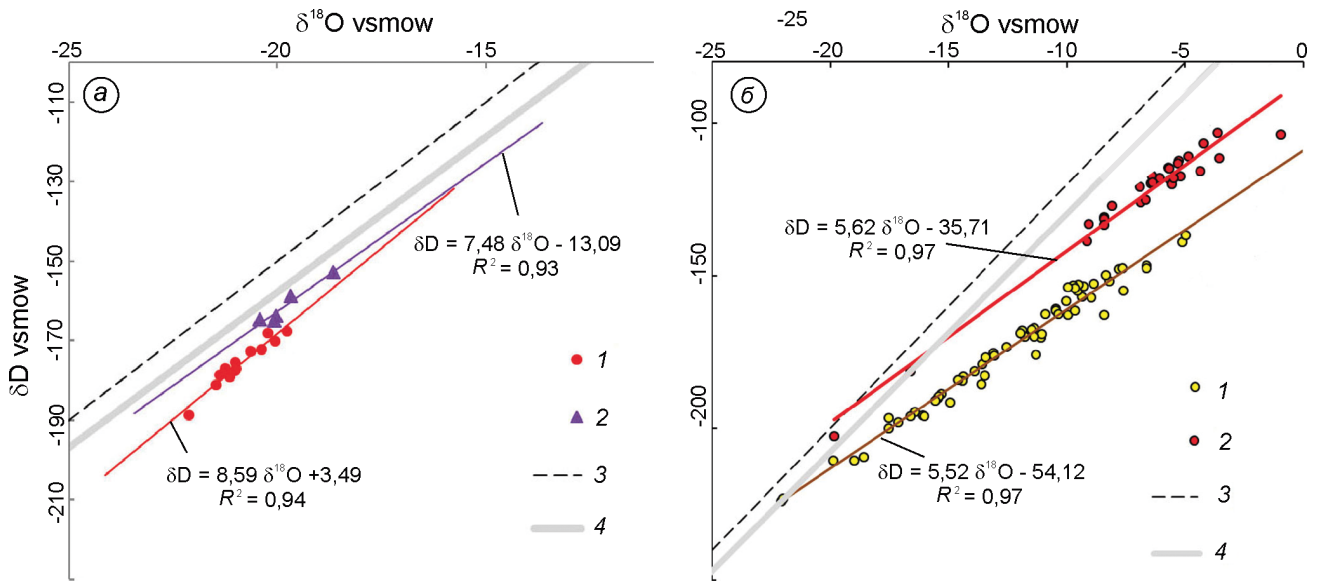 δ¹⁸O vsmow
-25 -20 -15
а
δD vsmow
-110
-130
-150
-170
-190
-210
δD = 7,48 δ¹⁸O - 13,09
R² = 0,93
δD = 8,59 δ¹⁸O +3,49
R² = 0,94
1
2
3
4
-25
δ¹⁸O vsmow
-25 -20 -15 -10 -5 0
б
-100
-150
-200
δD = 5,62 δ¹⁸O - 35,71
R² = 0,97
δD = 5,52 δ¹⁸O - 54,12
R² = 0,97
1
2
3
4